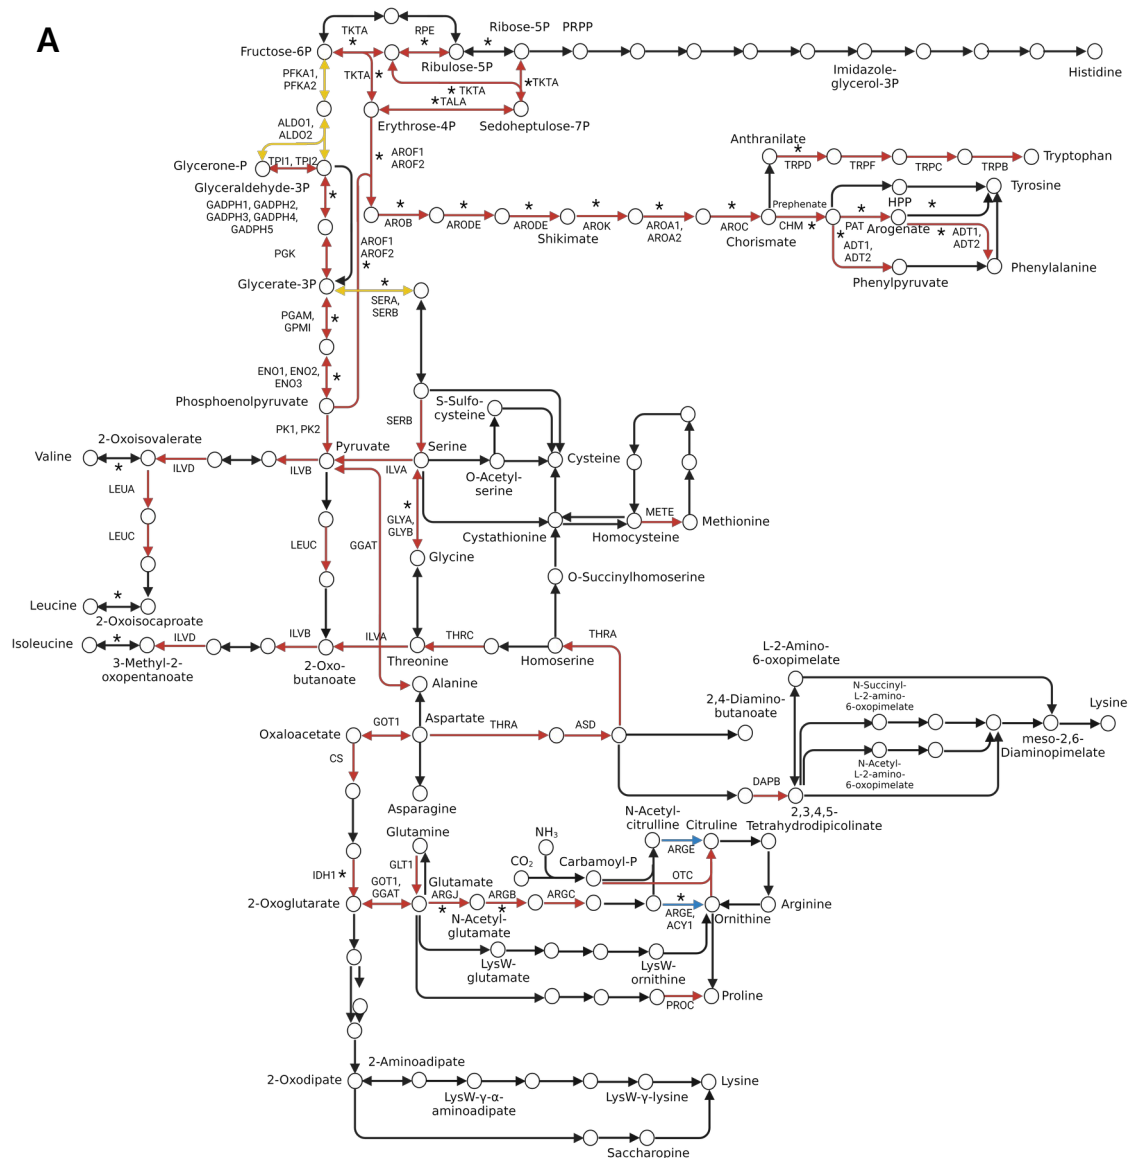 A
TKTA
*
RPE
*
*
Ribose-5P
PRPP
Fructose-6P
Ribulose-5P
Imidazole-
glycerol-3P
Histidine
PFKA1,
PFKA2
TKTA *
* TKTA
*TKTA
*TALA
ALDO1,
ALDO2
Erythrose-4P
Sedoheptulose-7P
Glycerone-P
TPI1, TPI2
Glyceraldehyde-3P
*
AROF1
AROF2
Anthranilate
*
TRPD
TRPF
TRPC
TRPB
Tryptophan
*
GADPH1, GADPH2,
GADPH3, GADPH4,
GADPH5
*
AROB
*
ARODE
*
ARODE
Shikimate
*
AROK
*
AROA1,
AROA2
*
AROC
Chorismate
Prephenate
CHM *
*
PAT
HPP
*
Arogenate
Tyrosine
*
ADT1,
ADT2
*
ADT1,
ADT2
Phenylpyruvate
Phenylalanine
PGK
AROF1
AROF2
*
Glycerate-3P
*
SERA,
SERB
PGAM,
GPMI
*
ENO1, ENO2,
ENO3
*
Phosphoenolpyruvate
PK1, PK2
SERB
S-Sulfo-
cysteine
2-Oxoisovalerate
Pyruvate
Serine
Valine
*
ILVD
ILVB
ILVA
O-Acetyl-
serine
Cysteine
LEUA
LEUC
LEUC
GGAT
*
GLYA,
GLYB
METE
Cystathionine
Homocysteine
Methionine
Glycine
O-Succinylhomoserine
Leucine
*
2-Oxoisocaproate
Isoleucine
*
ILVD
ILVB
ILVA
THRC
THRA
3-Methyl-2-
oxopentanoate
2-Oxo-
butanoate
Threonine
Homoserine
Alanine
L-2-Amino-
6-oxopimelate
2,4-Diamino-
butanoate
N-Succinyl-
L-2-amino-
6-oxopimelate
Lysine
Oxaloacetate
GOT1
Aspartate
THRA
ASD
meso-2,6-
Diaminopimelate
N-Acetyl-
L-2-amino-
6-oxopimelate
CS
DAPB
Asparagine
2,3,4,5-
Tetrahydrodipicolinate
N-Acetyl-
citrulline
Citruline
Glutamine
NH3
ARGE
CO2
Carbamoyl-P
GLT1
IDH1 *
OTC
GOT1,
GGAT
Glutamate
ARGJ
*
ARGB
*
ARGC
2-Oxoglutarate
N-Acetyl-
glutamate
*
ARGE,
ACY1
Ornithine
Arginine
LysW-
glutamate
LysW-
ornithine
PROC
Proline
2-Aminoadipate
2-Oxodipate
LysW-γ-α-
aminoadipate
LysW-γ-lysine
Lysine
Saccharopine